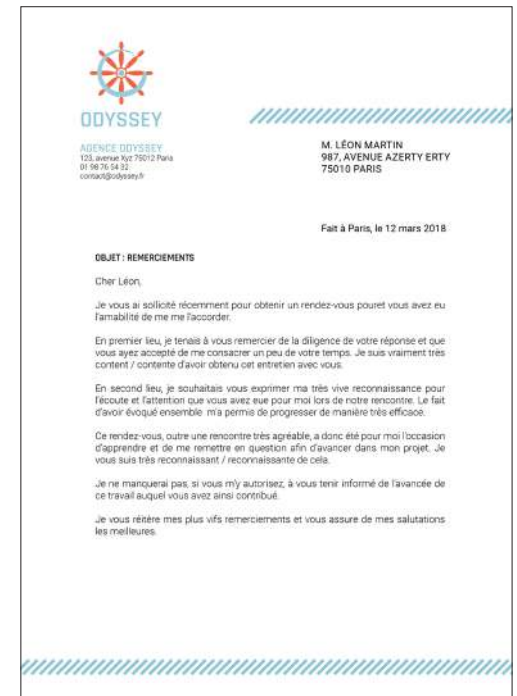 ODYSSEY
AGENCE ODYSSEY
123, avenue Xyz 75012 Paris
01 98 76 54 32
contact@odyssey.fr
M. LÉON MARTIN
987, AVENUE AZERTY ERTY
75010 PARIS
Fait à Paris, le 12 mars 2018
OBJET : REMERCIEMENTS
Cher Léon,
Je vous ai sollicité récemment pour obtenir un rendez-vous pouret vous avez eu
l'amabilité de me me l'accorder.
En premier lieu, je tenais à vous remercier de la diligence de votre réponse et que
vous ayez accepté de me consacrer un peu de votre temps. Je suis vraiment très
content / contente d'avoir obtenu cet entretien avec vous.
En second lieu, je souhaitais vous exprimer ma très vive reconnaissance pour
l'écoute et l'attention que vous avez eue pour moi lors de notre rencontre. Le fait
d'avoir évoqué ensemble m'a permis de progresser de manière très efficace.
Ce rendez-vous, outre une rencontre très agréable, a donc été pour moi l'occasion
d'apprendre et de me remettre en question afin d'avancer dans mon projet. Je
vous suis très reconnaissant / reconnaissante de cela.
Je ne manquerai pas, si vous m'y autorisez, à vous tenir informé de l'avancée de
ce travail auquel vous avez ainsi contribué.
Je vous réitère mes plus vifs remerciements et vous assure de mes salutations
les meilleures.